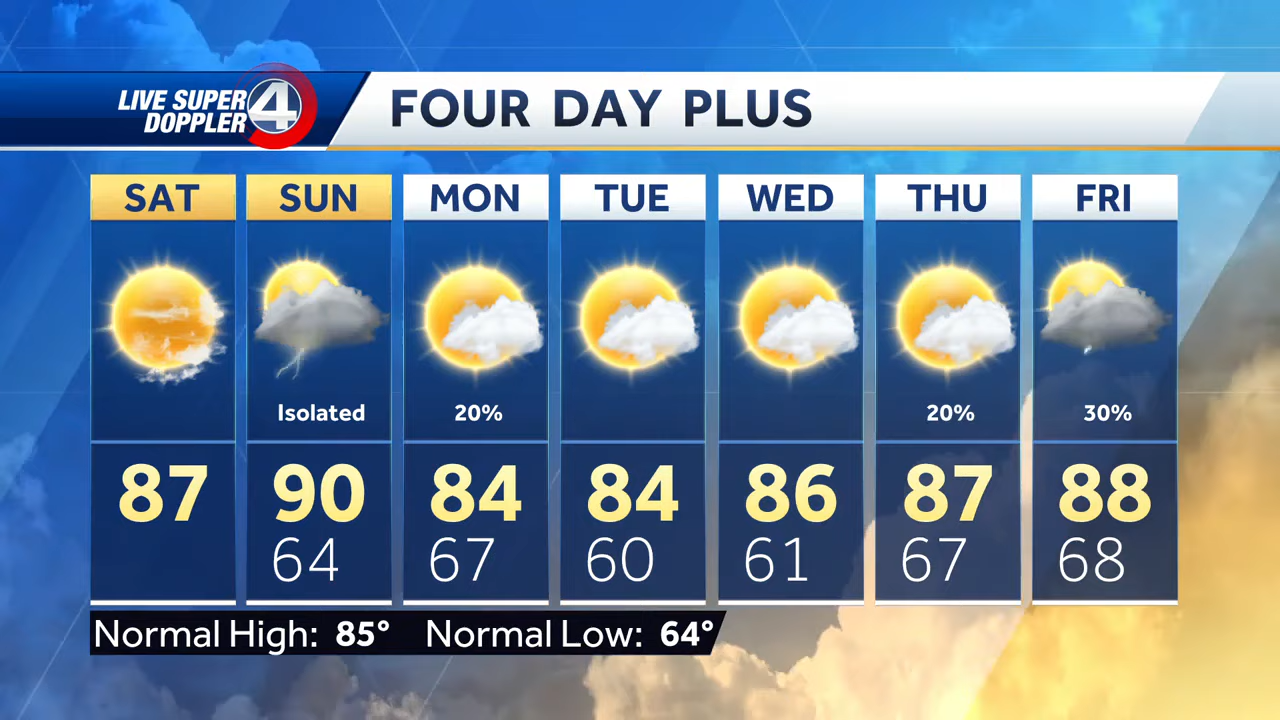 LIVE SUPER
DOPPLER 4
FOUR DAY PLUS
SAT SUN MON TUE WED THU FRI
Isolated 20% 20% 30%
87 90 84 84 86 87 88
64 67 60 61 67 68
Normal High: 85° Normal Low: 64°